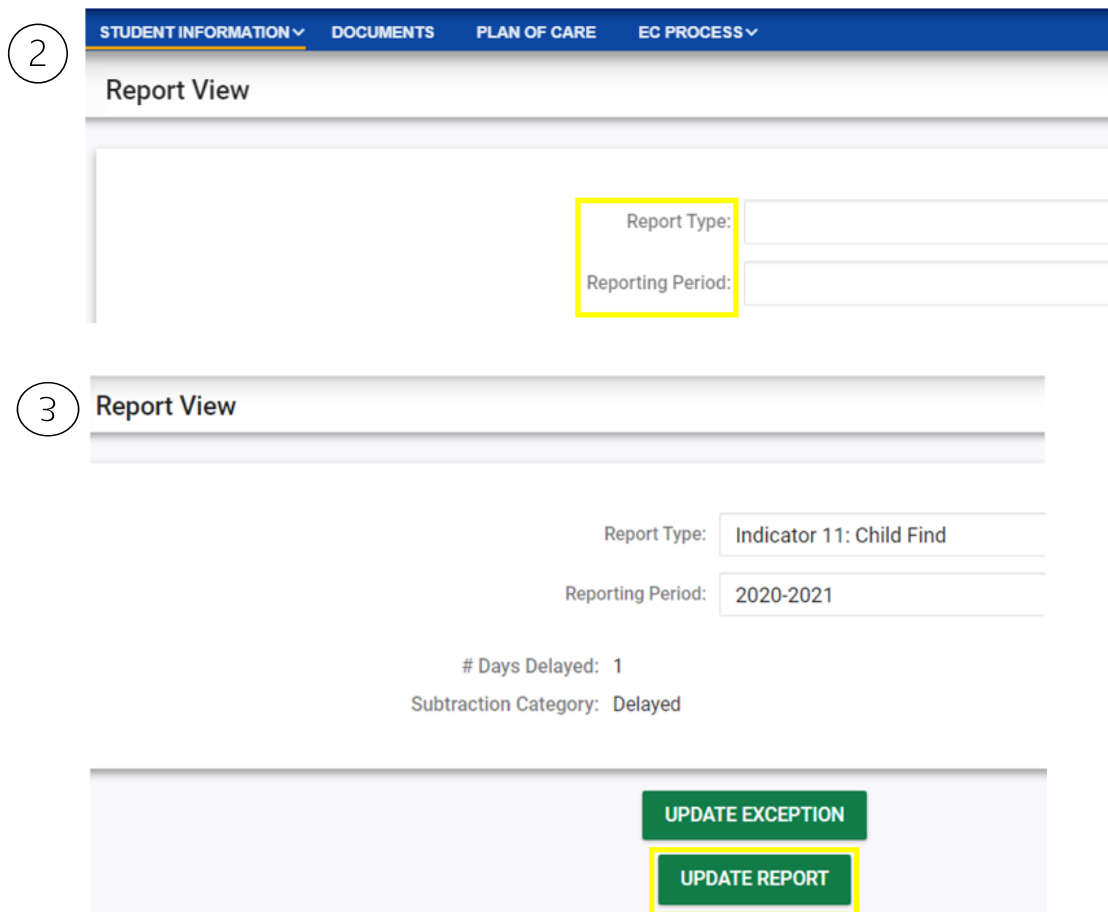 2
STUDENT INFORMATION DOCUMENTS PLAN OF CARE EC PROCESS
Report View
Report Type:
Reporting Period:
3
Report View
Report Type: Indicator 11: Child Find
Reporting Period: 2020-2021
# Days Delayed: 1
Subtraction Category: Delayed
UPDATE EXCEPTION
UPDATE REPORT